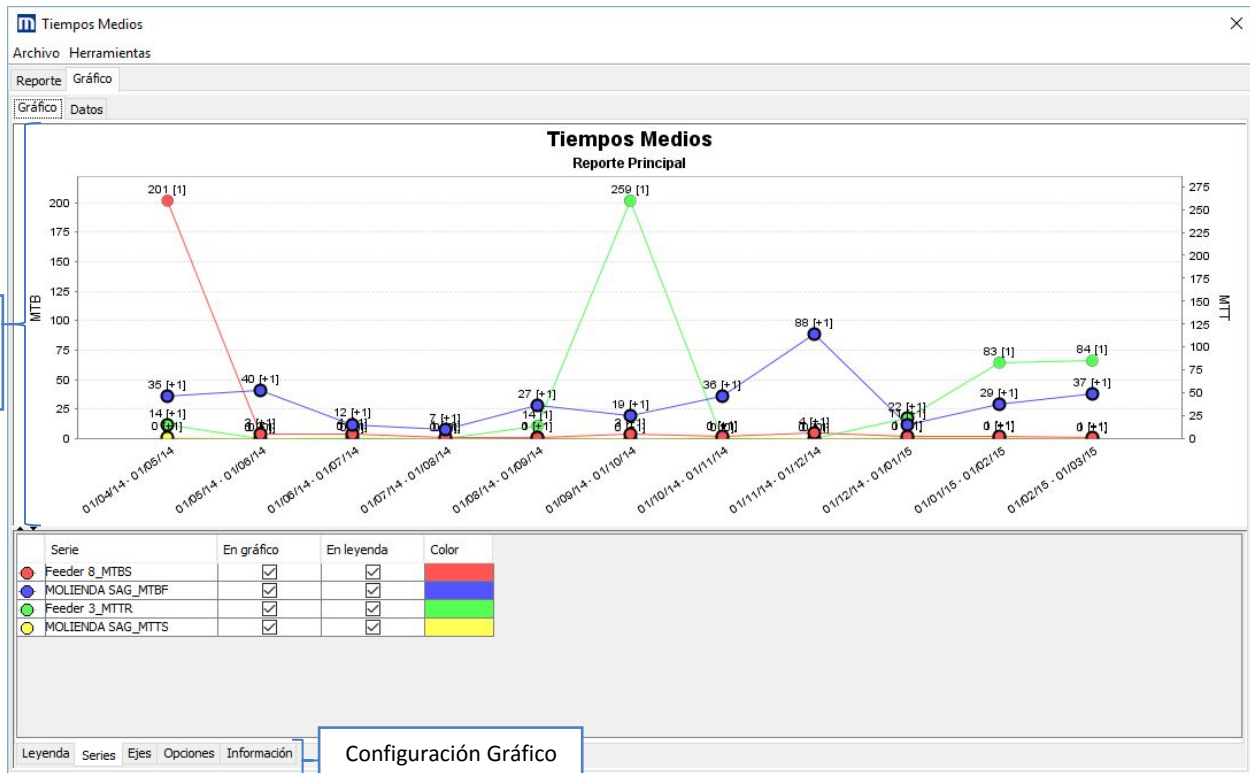 Tiempos Medios
Archivo Herramientas
Reporte Gráfico
Gráfico Datos
Tiempos Medios
Reporte Principal
MTB
200
175
150
125
100
75
50
25
0
201 [1]
35 [+1]
14 [+1]
40 [+1]
12 [+1]
7 [+1]
27 [+1]
14 [1]
259 [1]
19 [+1]
36 [+1]
88 [+1]
22 [+1]
83 [1]
29 [+1]
84 [1]
37 [+1]
275
250
225
200
175
150
125
100
75
50
25
0
MTT
01/04/14 - 01/05/14
01/05/14 - 01/06/14
01/06/14 - 01/07/14
01/07/14 - 01/08/14
01/08/14 - 01/09/14
01/09/14 - 01/10/14
01/10/14 - 01/11/14
01/11/14 - 01/12/14
01/12/14 - 01/01/15
01/01/15 - 01/02/15
01/02/15 - 01/03/15
Serie En gráfico En leyenda Color
Feeder 8_MTBS
MOLIENDA SAG_MTBF
Feeder 3_MTTR
MOLIENDA SAG_MTTS
Leyenda Series Ejes Opciones Información
Configuración Gráfico